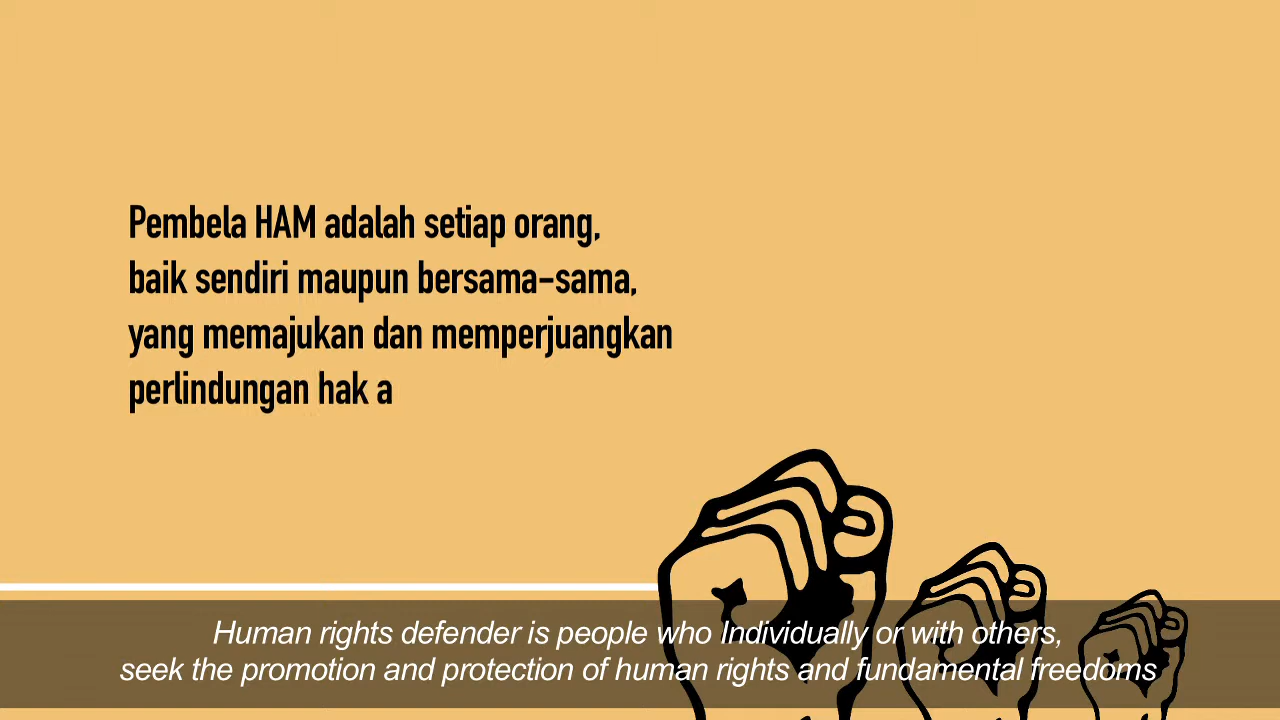 Pembela HAM adalah setiap orang,
baik sendiri maupun bersama-sama,
yang memajukan dan memperjuangkan
perlindungan hak a
Human rights defender is people who Individually or with others,
seek the promotion and protection of human rights and fundamental freedoms